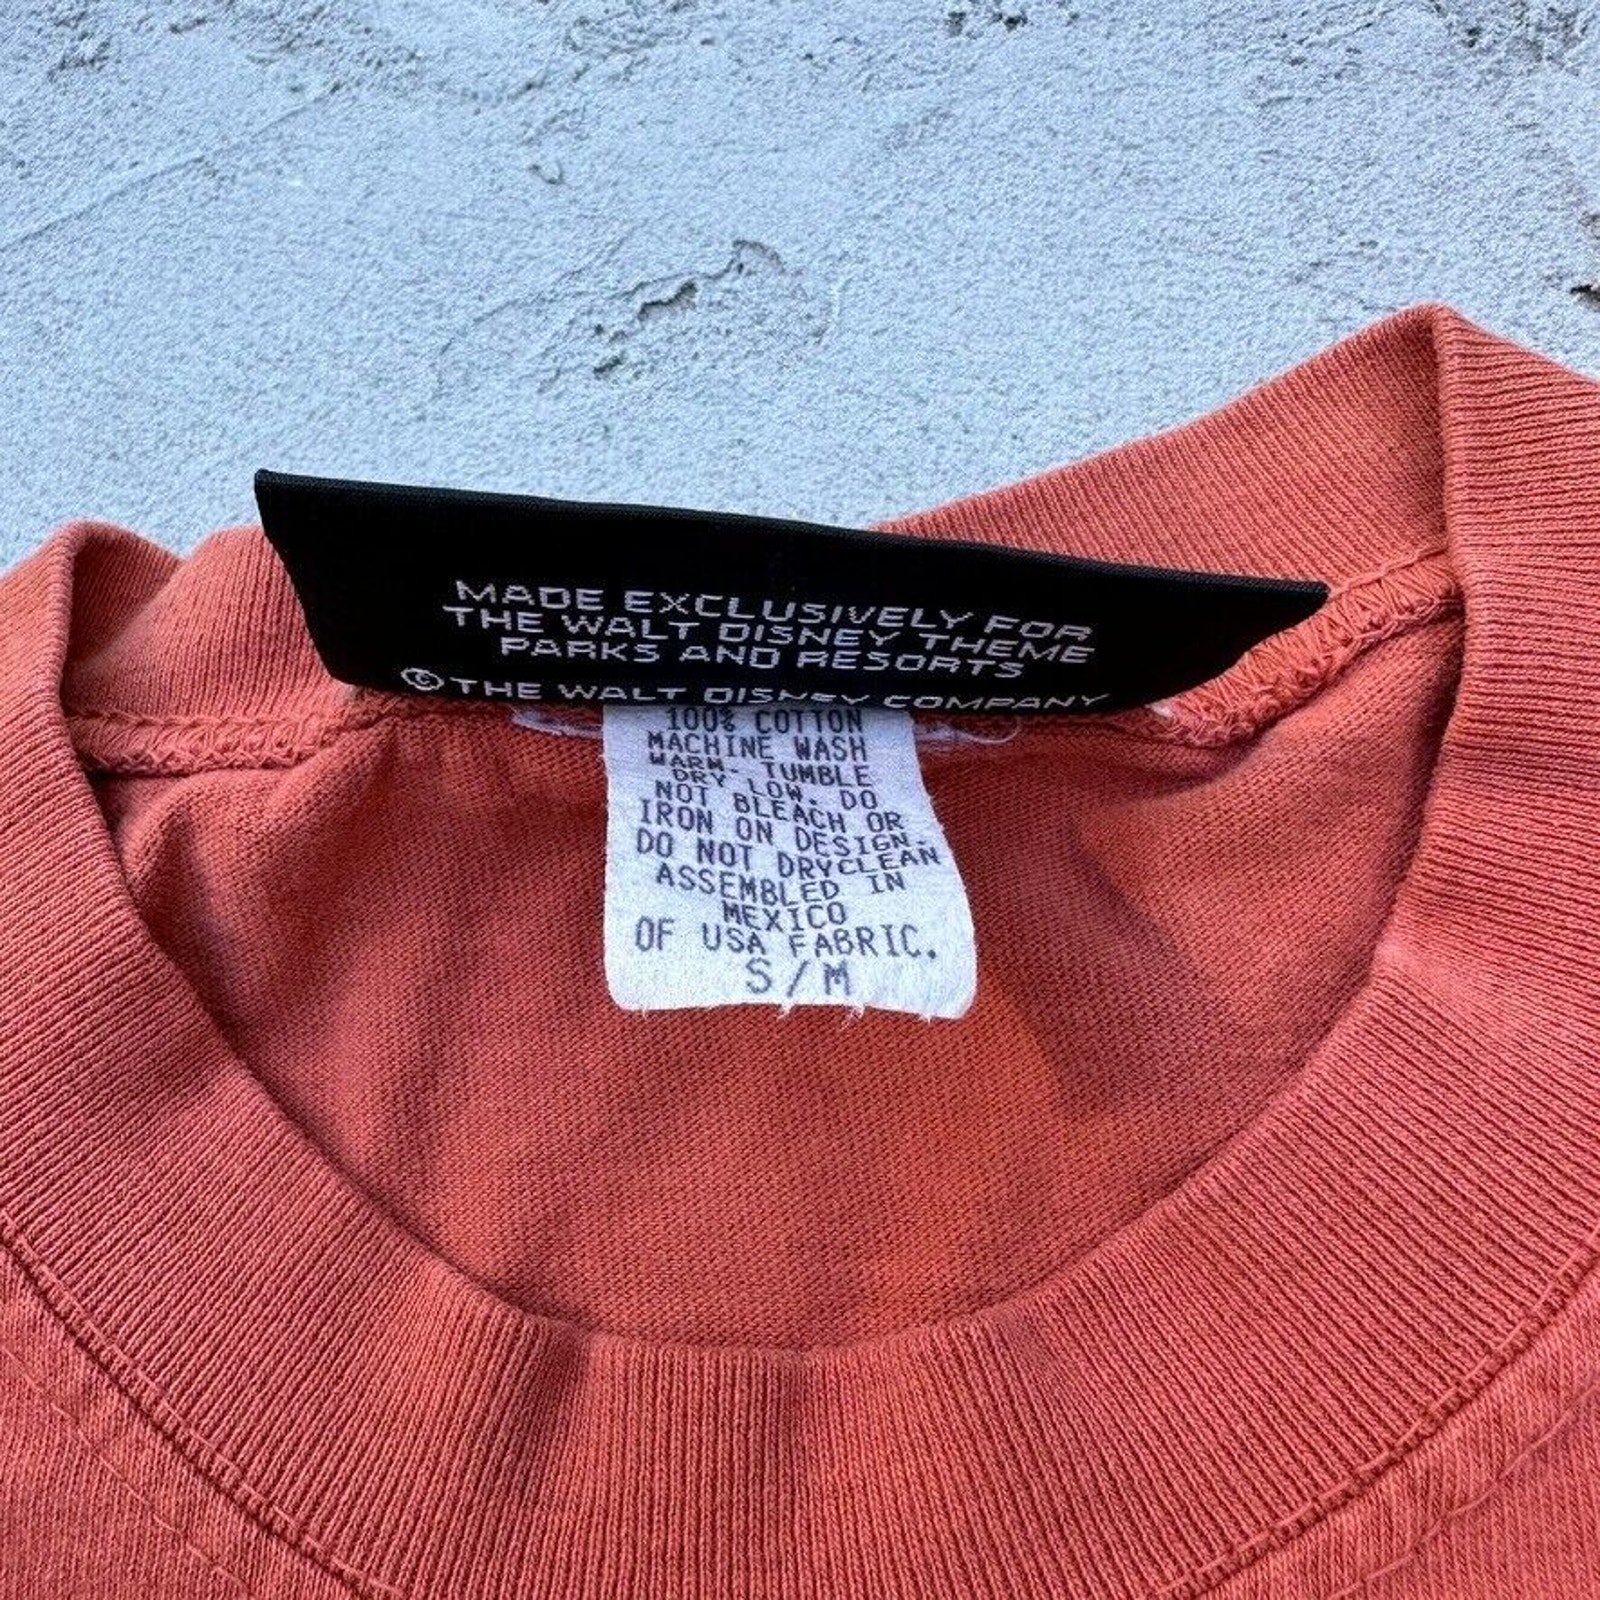 MADE EXCLUSIVELY FOR
THE WALT DISNEY THEME
PARKS AND RESORTS
© THE WALT DISNEY COMPANY
100% COTTON
MACHINE WASH
WARM- TUMBLE
DRY LOW. DO
NOT BLEACH OR
IRON ON DESIGN.
DO NOT DRYCLEAN
ASSEMBLED IN
MEXICO
OF USA FABRIC.
S/M